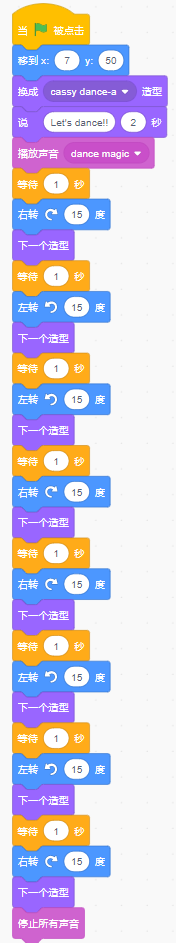 当 被点击
移到 x: 7 y: 50
换成 cassy dance-a 造型
说 Let's dance!! 2 秒
播放声音 dance magic
等待 1 秒
右转 15 度
下一个造型
等待 1 秒
左转 15 度
下一个造型
等待 1 秒
左转 15 度
下一个造型
等待 1 秒
右转 15 度
下一个造型
等待 1 秒
右转 15 度
下一个造型
等待 1 秒
左转 15 度
下一个造型
等待 1 秒
左转 15 度
下一个造型
等待 1 秒
右转 15 度
下一个造型
停止所有声音